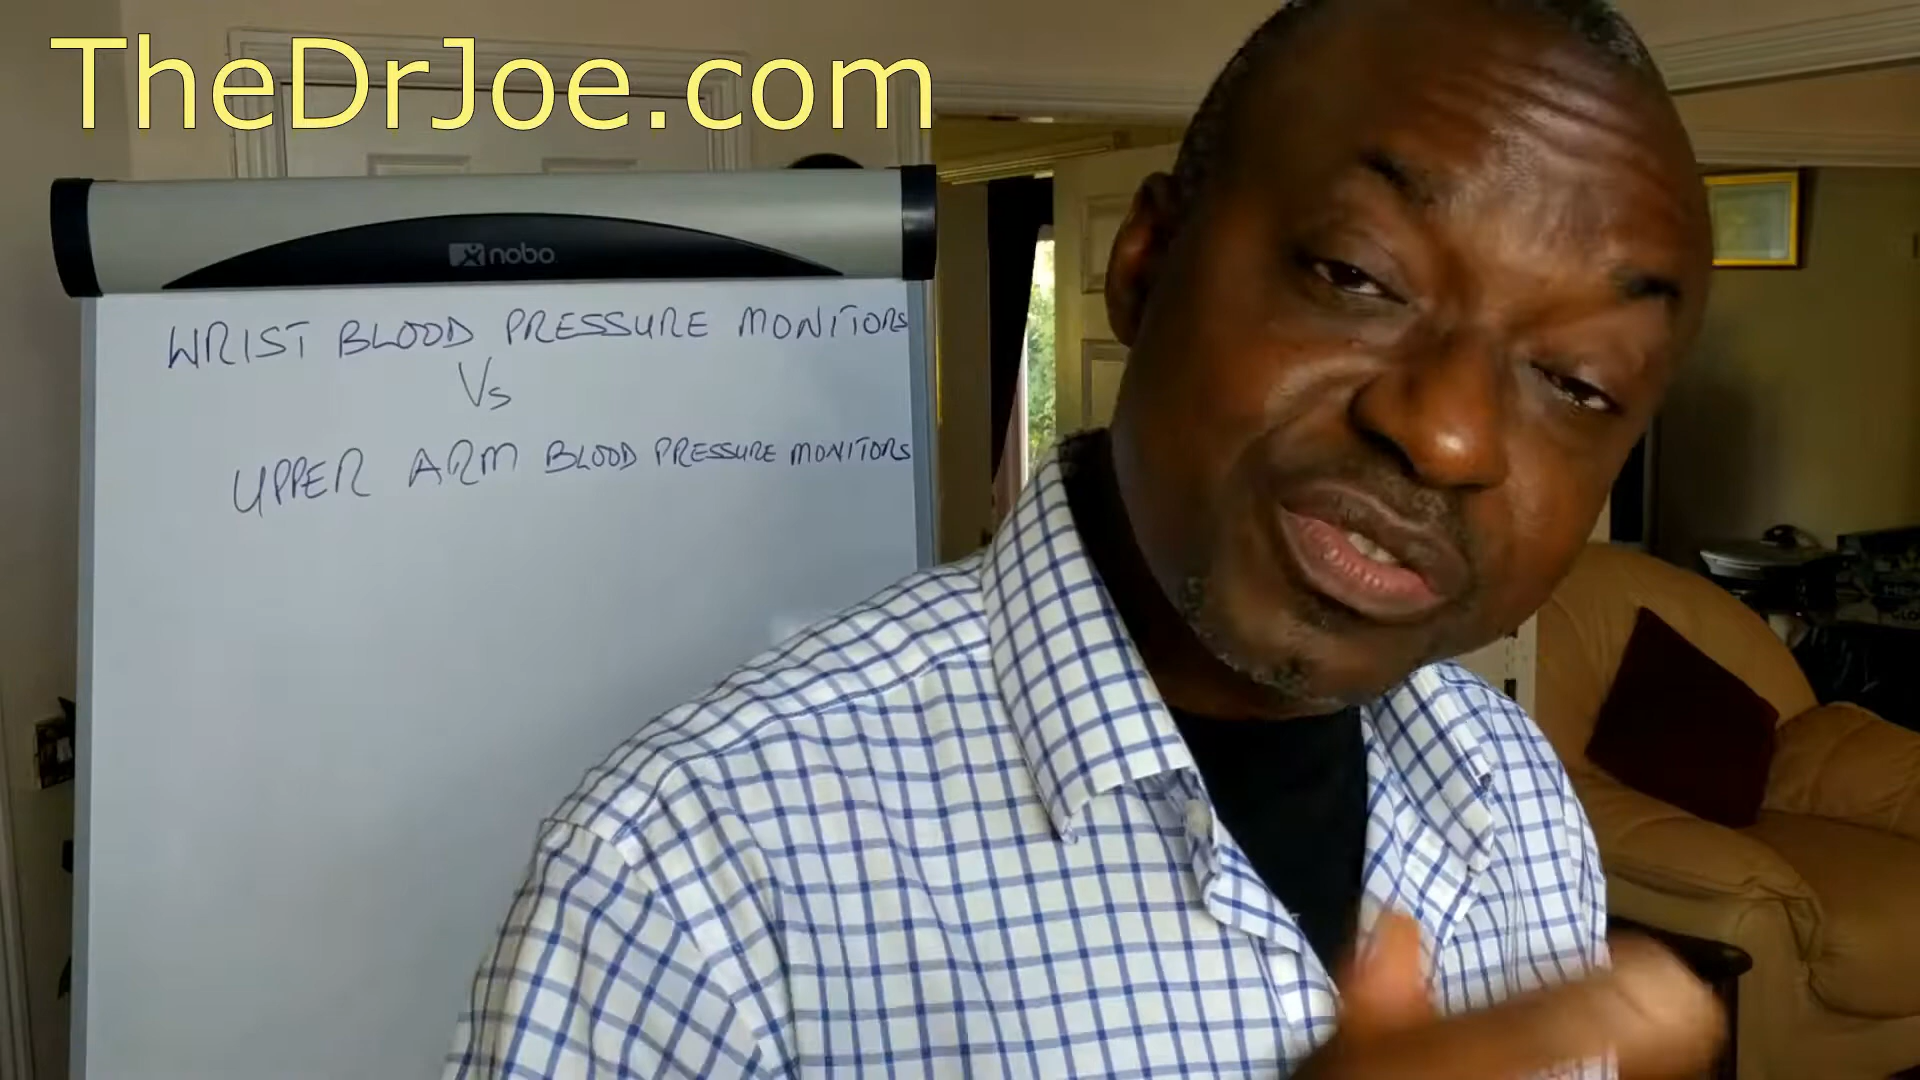 TheDrJoe.com
nobo
WRIST BLOOD PRESSURE MONITORS
Vs
UPPER ARM BLOOD PRESSURE MONITORS